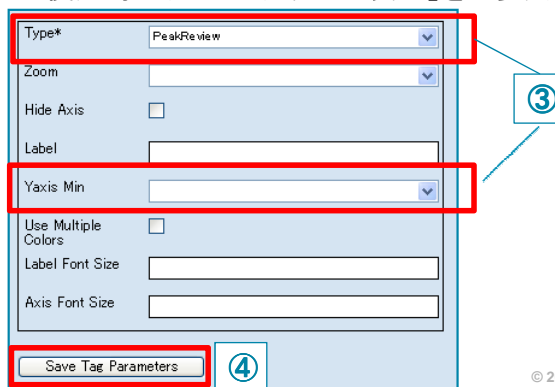 Type*
PeakReview
Zoom
③
Hide Axis
Label
Yaxis Min
Use Multiple
Colors
Label Font Size
Axis Font Size
Save Tag Parameters
④
© 2